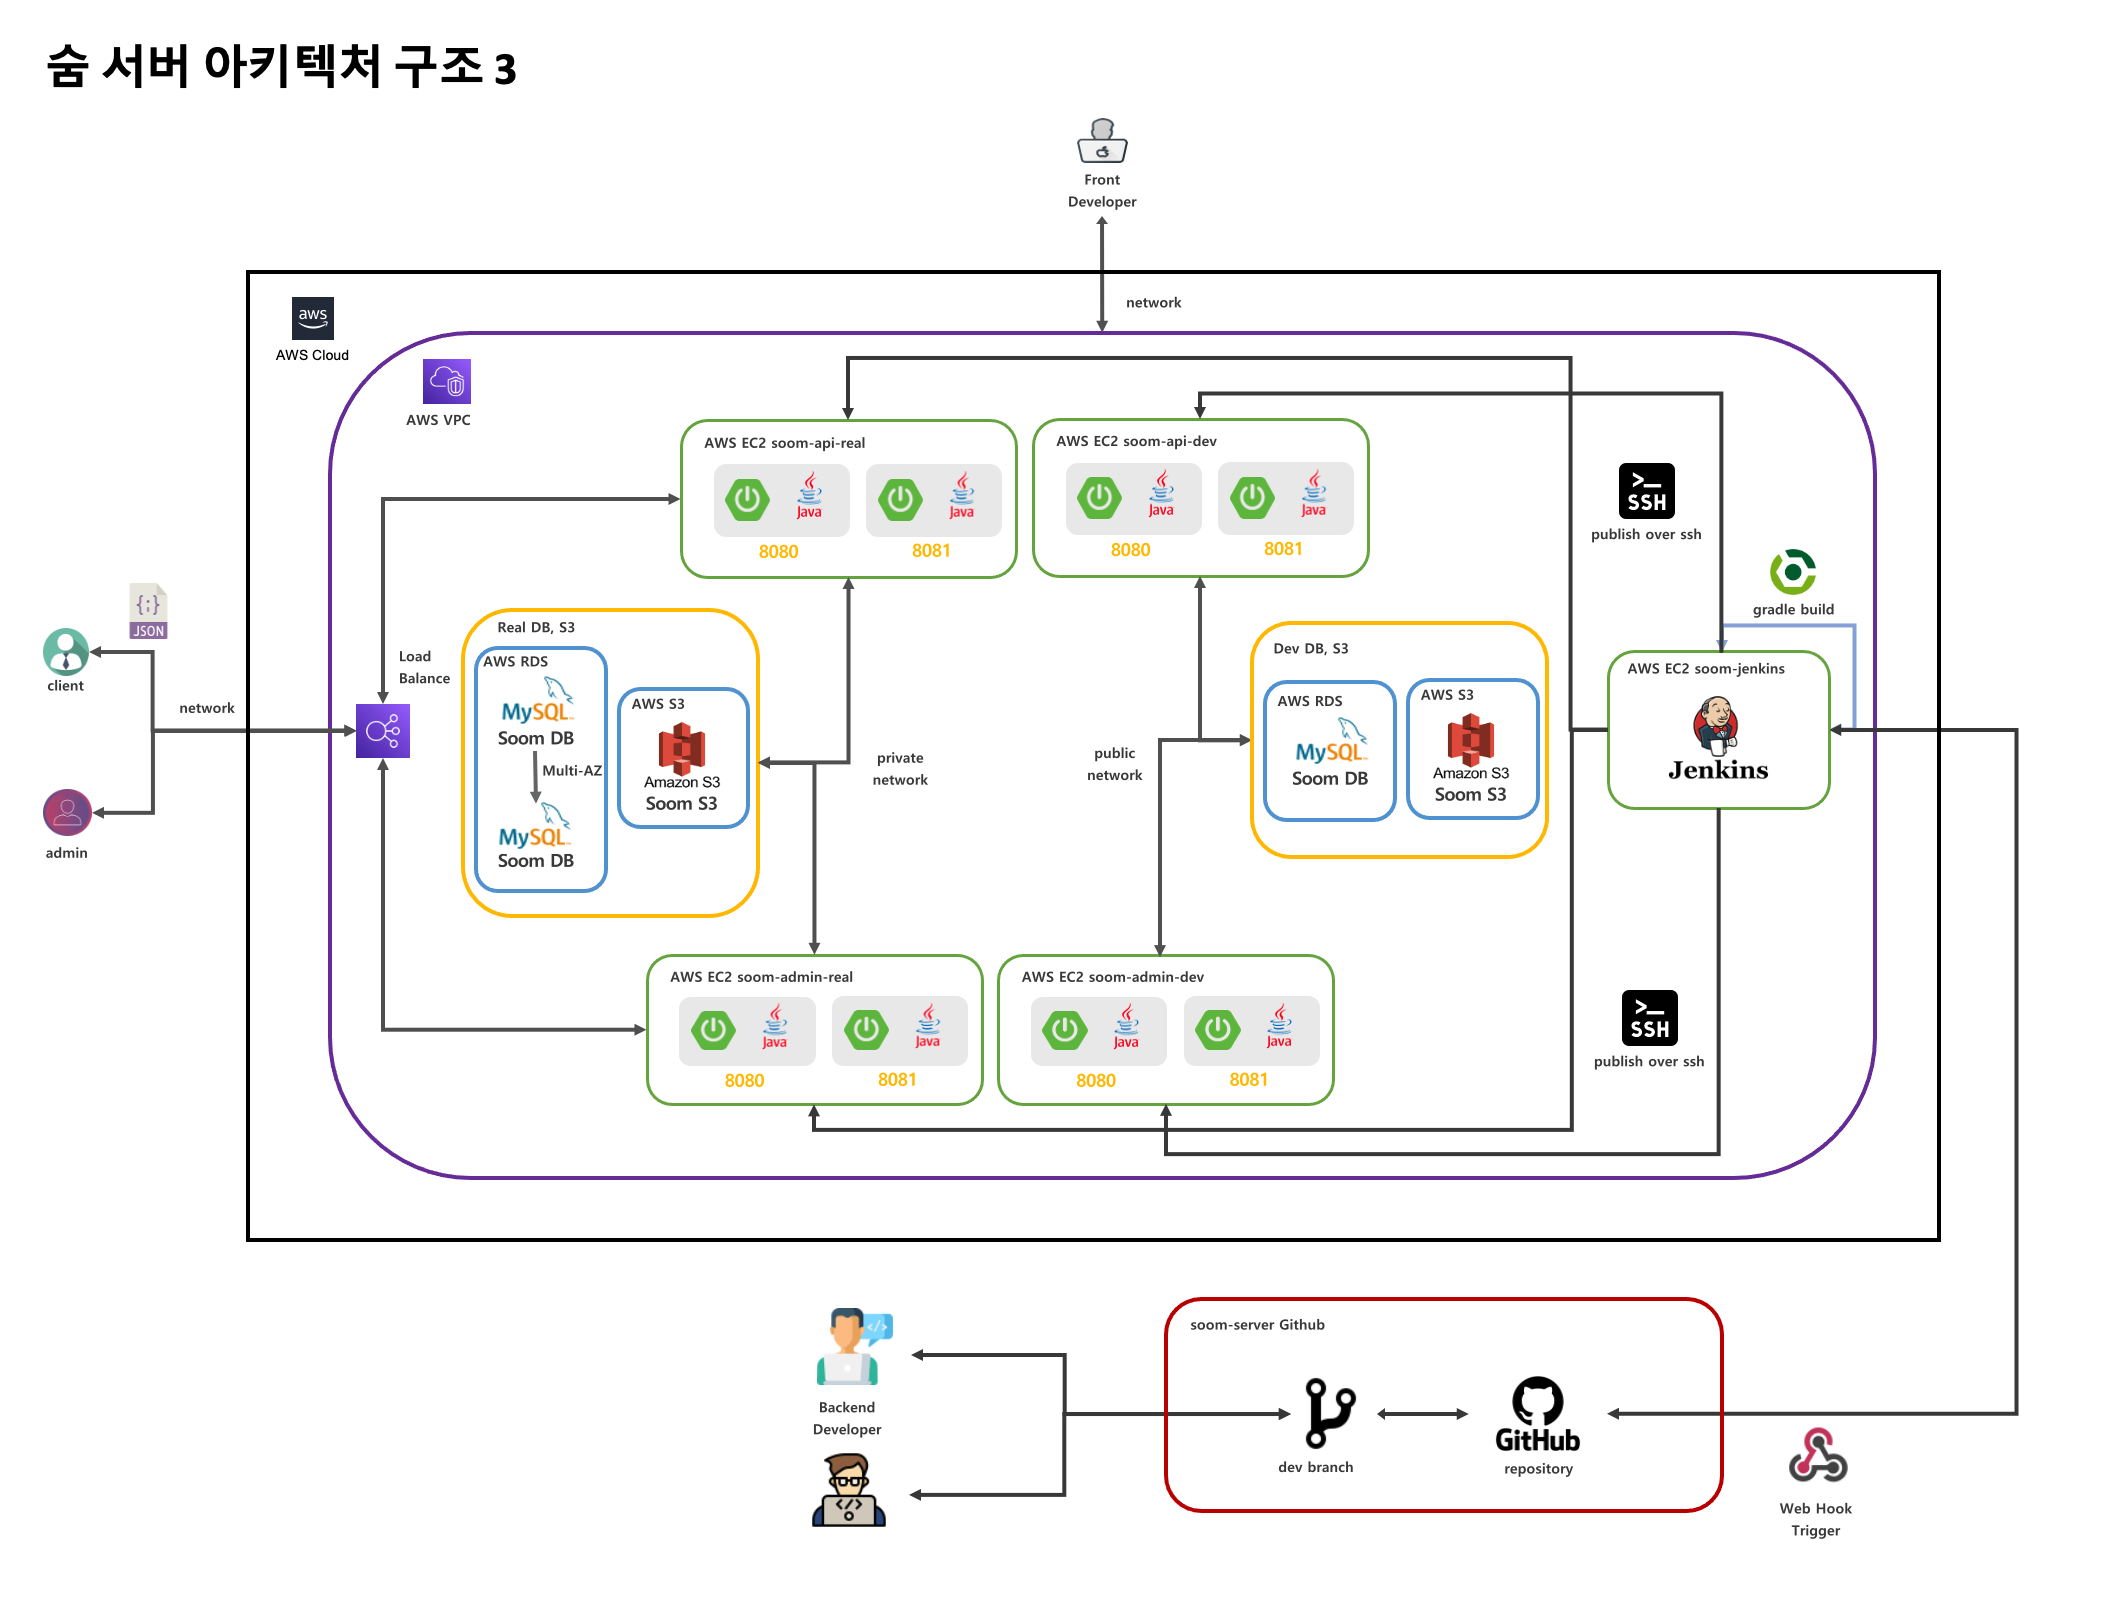 숨 서버 아키텍처 구조 3
Front
Developer
network
aws
AWS Cloud
AWS VPC
AWS EC2 soom-api-real
Java
Java
8080
8081
AWS EC2 soom-api-dev
Java
Java
8080
8081
>_
SSH
publish over ssh
gradle build
{;}
JSON
client
network
admin
Load
Balance
Real DB, S3
AWS RDS
MySQL
Soom DB
Multi-AZ
MySQL
Soom DB
AWS S3
Amazon S3
Soom S3
private
network
public
network
Dev DB, S3
AWS RDS
MySQL
Soom DB
AWS S3
Amazon S3
Soom S3
AWS EC2 soom-jenkins
Jenkins
AWS EC2 soom-admin-real
Java
Java
8080
8081
AWS EC2 soom-admin-dev
Java
Java
8080
8081
>_
SSH
publish over ssh
</>
Backend
Developer
</>
soom-server Github
dev branch
GitHub
repository
Web Hook
Trigger